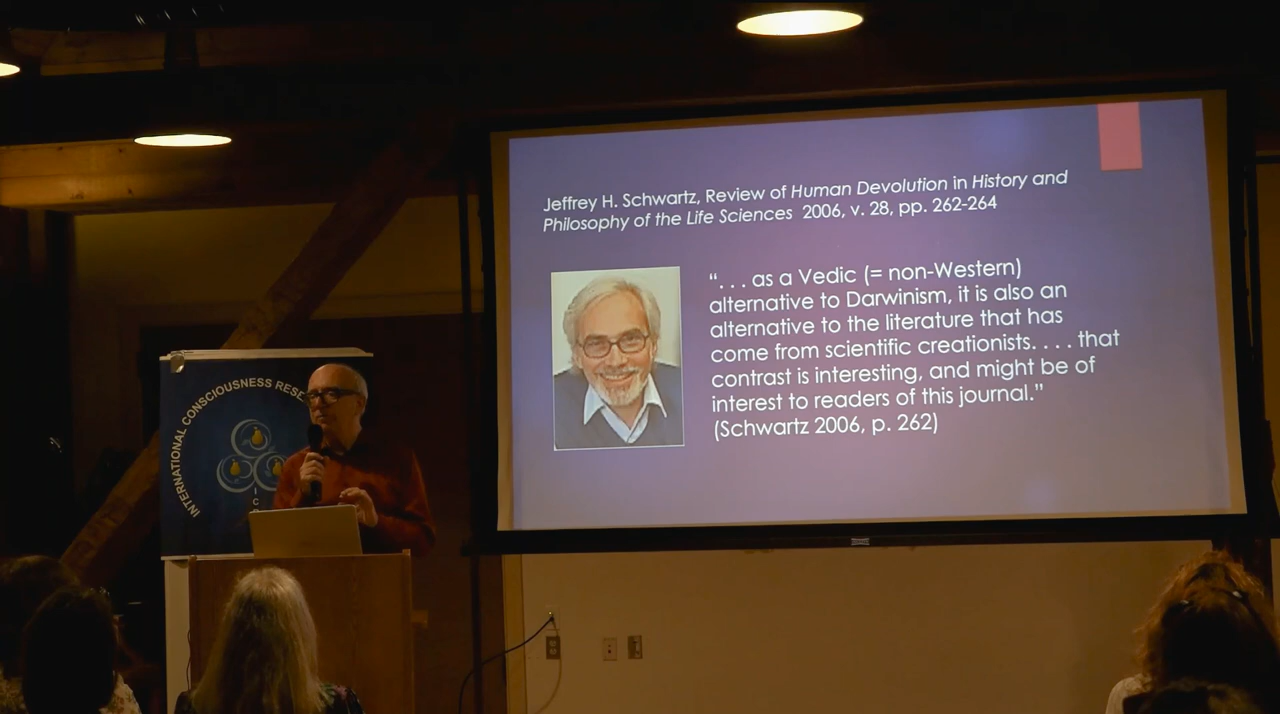 Jeffrey H. Schwartz, Review of Human Devolution in History and
Philosophy of the Life Sciences 2006, v. 28, pp. 262-264
“. . . as a Vedic (= non-Western)
alternative to Darwinism, it is also an
alternative to the literature that has
come from scientific creationists. . . . that
contrast is interesting, and might be of
interest to readers of this journal.”
(Schwartz 2006, p. 262)
INTERNATIONAL CONSCIOUSNESS RESE
I
C